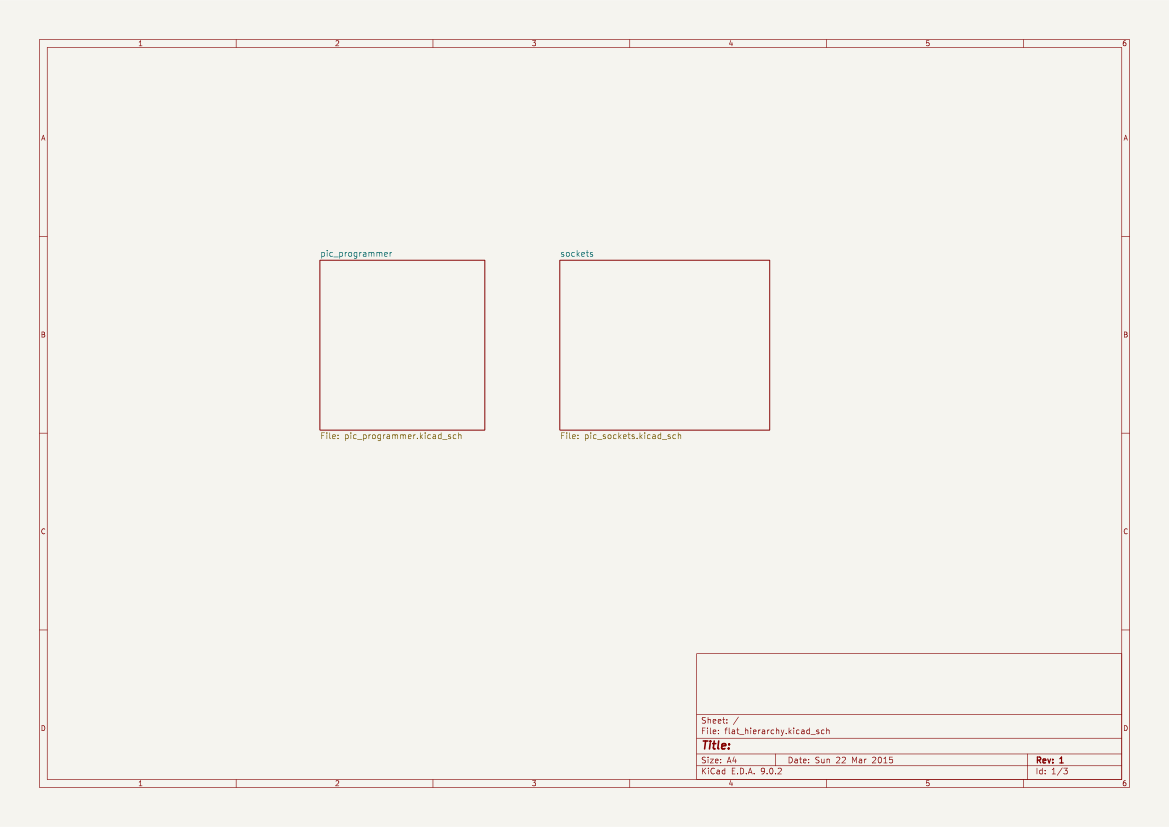 1 2 3 4 5 6
A A
pic_programmer sockets
B B
File: pic_programmer.kicad_sch File: pic_sockets.kicad_sch
C C
Sheet: /
D D
File: flat_hierarchy.kicad_sch
Title:
Size: A4 Date: Sun 22 Mar 2015 Rev: 1
KiCad E.D.A. 9.0.2 Id: 1/3
1 2 3 4 5 6